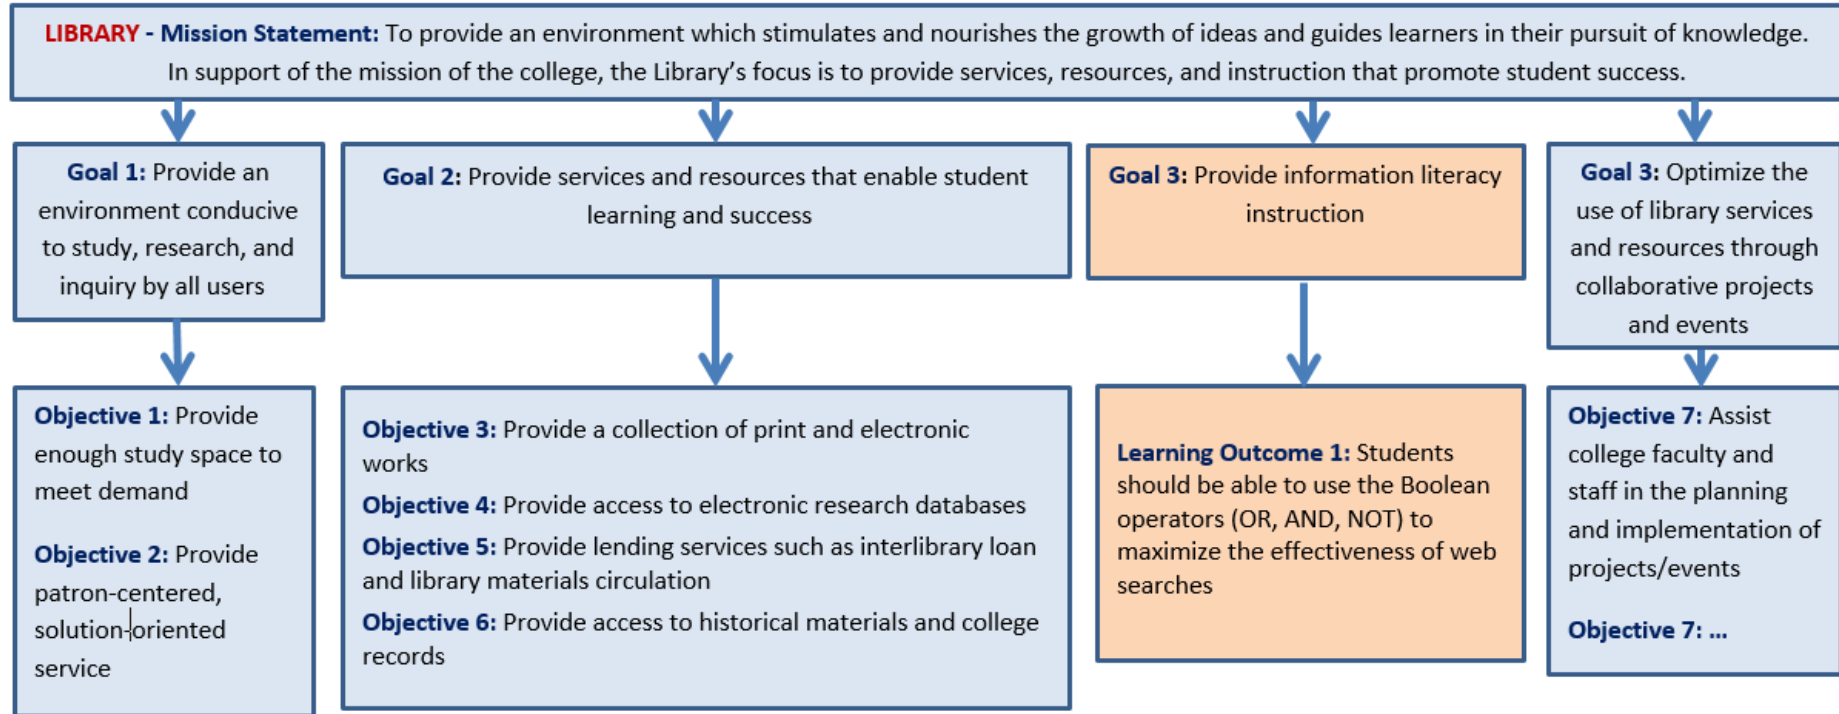 LIBRARY - Mission Statement: To provide an environment which stimulates and nourishes the growth of ideas and guides learners in their pursuit of knowledge.
In support of the mission of the college, the Library’s focus is to provide services, resources, and instruction that promote student success.
Goal 1: Provide an
environment conducive
to study, research, and
inquiry by all users
Goal 2: Provide services and resources that enable student
learning and success
Goal 3: Provide information literacy
instruction
Goal 3: Optimize the
use of library services
and resources through
collaborative projects
and events
Objective 1: Provide
enough study space to
meet demand
Objective 2: Provide
patron-centered,
solution-oriented
service
Objective 3: Provide a collection of print and electronic
works
Objective 4: Provide access to electronic research databases
Objective 5: Provide lending services such as interlibrary loan
and library materials circulation
Objective 6: Provide access to historical materials and college
records
Learning Outcome 1: Students
should be able to use the Boolean
operators (OR, AND, NOT) to
maximize the effectiveness of web
searches
Objective 7: Assist
college faculty and
staff in the planning
and implementation of
projects/events
Objective 7: ...